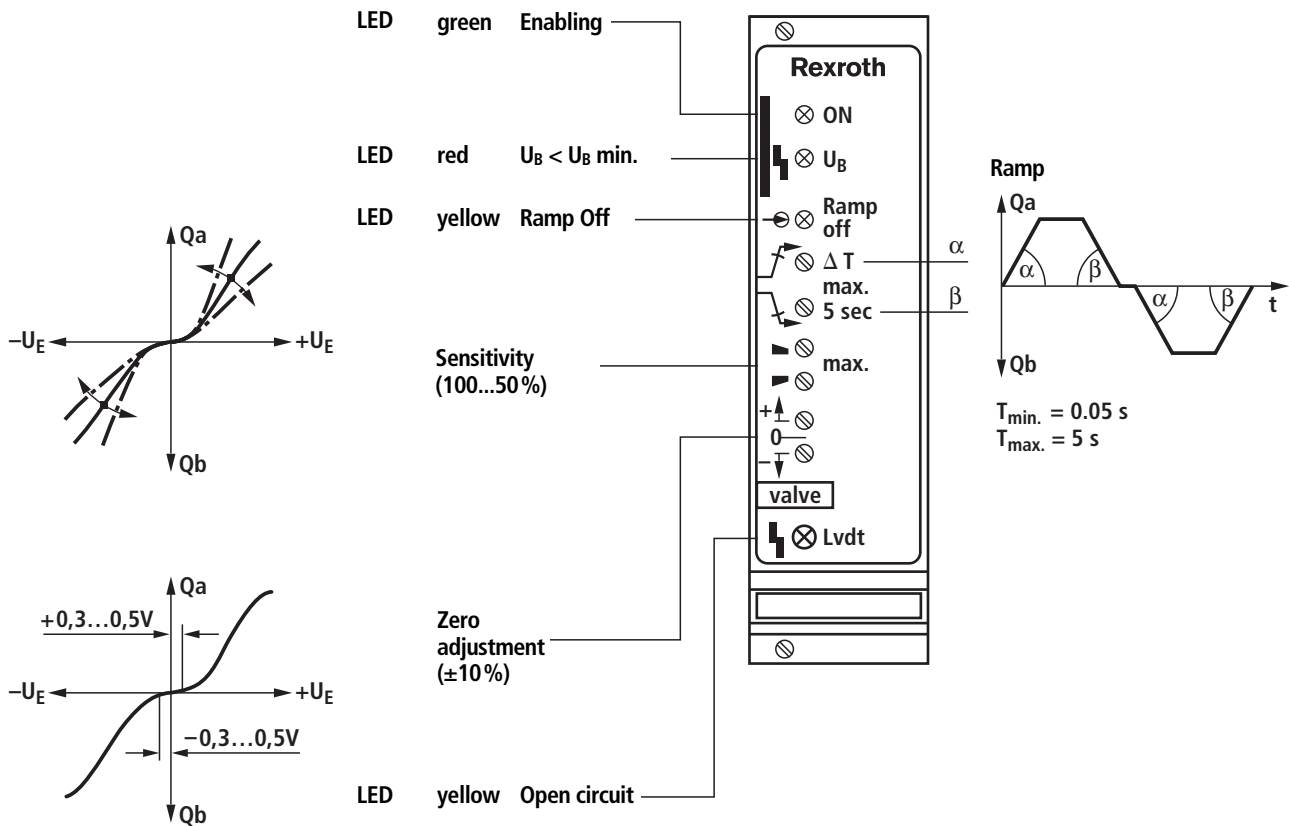 LED green Enabling
LED red U_B < U_B min.
LED yellow Ramp Off
Qa
−U_E
+U_E
Qb
Sensitivity
(100...50 %)
Qa
+0,3...0,5V
−U_E
+U_E
−0,3...0,5V
Qb
Zero
adjustment
(±10 %)
LED yellow Open circuit
Rexroth
ON
U_B
Ramp
off
Δ T
max.
5 sec
max.
+
0
−
valve
Lvdt
α
β
Ramp
Qa
α β α β
t
Qb
T_min. = 0.05 s
T_max. = 5 s